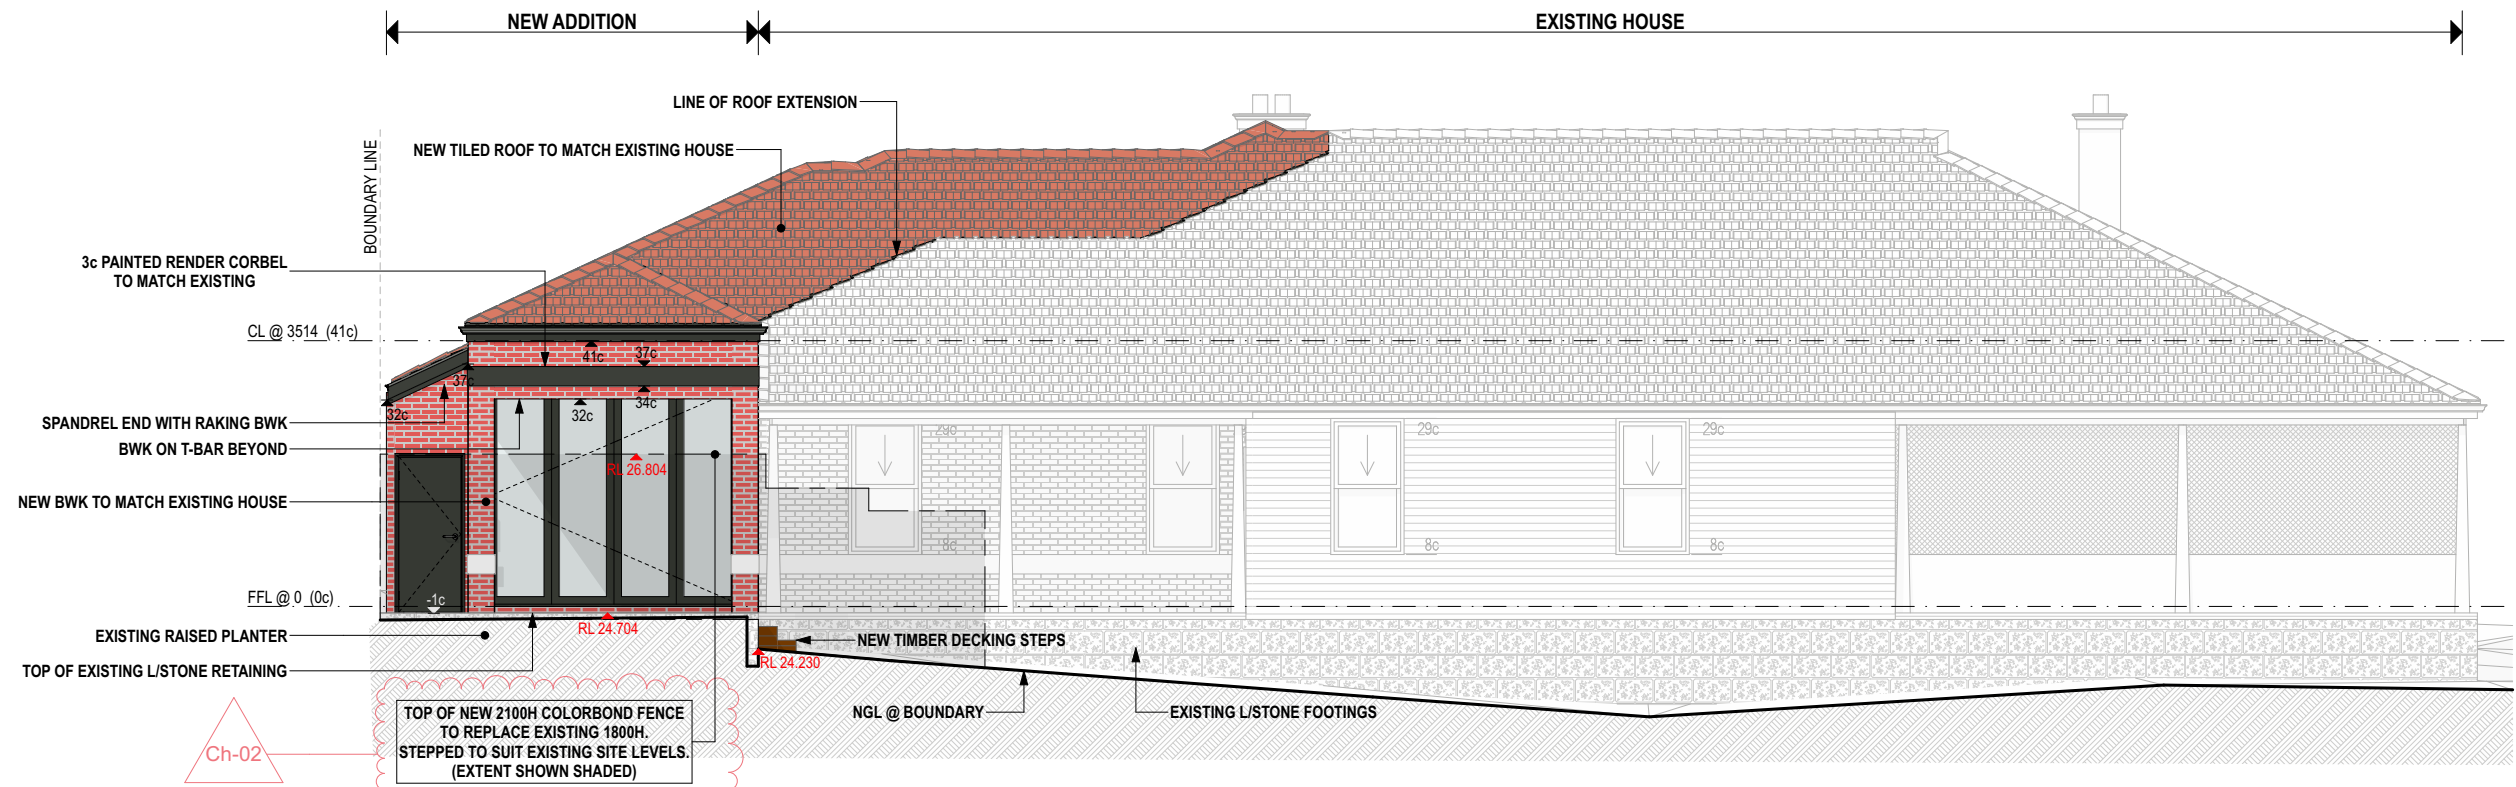 NEW ADDITION
EXISTING HOUSE
LINE OF ROOF EXTENSION
NEW TILED ROOF TO MATCH EXISTING HOUSE
BOUNDARY LINE
3c PAINTED RENDER CORBEL
TO MATCH EXISTING
CL @ 3514 (41c)
41c
37c
37c
32c
34c
32c
SPANDREL END WITH RAKING BWK
BWK ON T-BAR BEYOND
29c
29c
29c
RL 26.804
NEW BWK TO MATCH EXISTING HOUSE
8c
8c
8c
FFL @ 0 (0c)
-1c
RL 24.704
EXISTING RAISED PLANTER
NEW TIMBER DECKING STEPS
RL 24.230
TOP OF EXISTING L/STONE RETAINING
NGL @ BOUNDARY
EXISTING L/STONE FOOTINGS
TOP OF NEW 2100H COLORBOND FENCE
TO REPLACE EXISTING 1800H.
STEPPED TO SUIT EXISTING SITE LEVELS.
(EXTENT SHOWN SHADED)
Ch-02